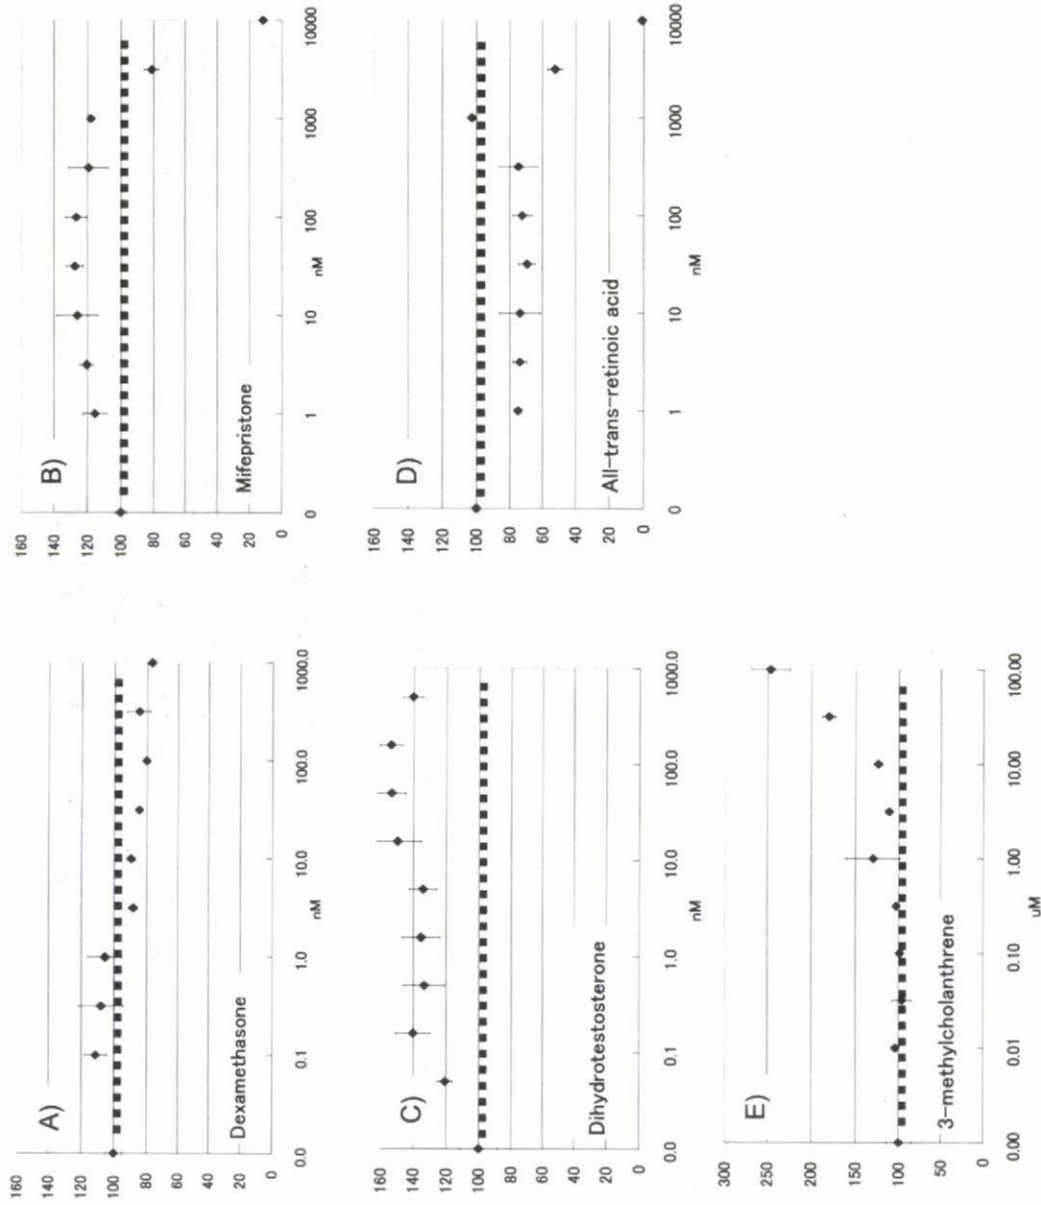 A)
160
140
120
100
80
60
40
20
0
Dexamethasone
0.0 0.1 1.0 10.0 100.0 1000.0
nM
B)
160
140
120
100
80
60
40
20
0
Mifepristone
0 1 10 100 1000 10000
nM
C)
160
140
120
100
80
60
40
20
0
Dihydrotestosterone
0.0 0.1 1.0 10.0 100.0 1000.0
nM
D)
160
140
120
100
80
60
40
20
0
All-trans-retinoic acid
0 1 10 100 1000 10000
nM
E)
300
250
200
150
100
50
0
3-methylcholanthrene
0.00 0.01 0.10 1.00 10.00 100.00
uM